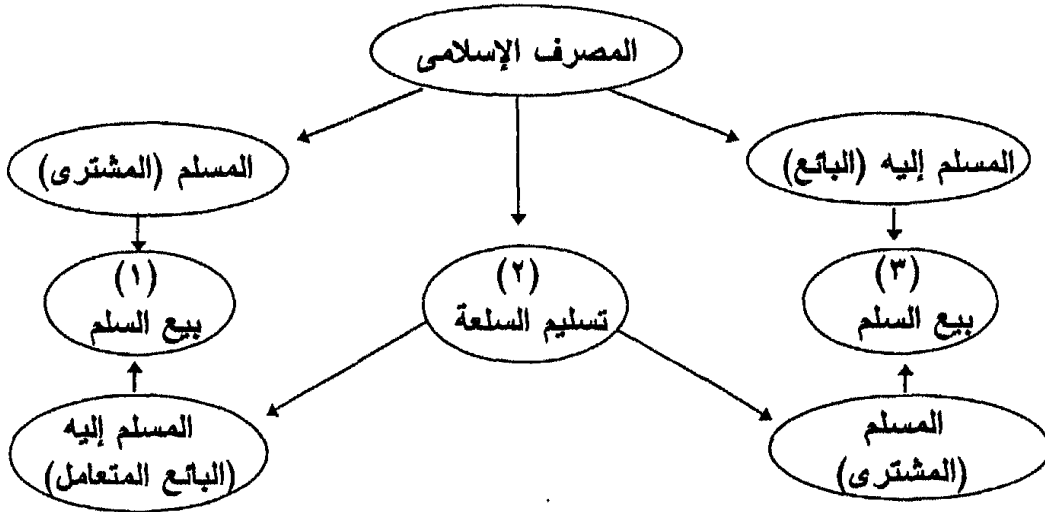 المصرف الإسلامى
المسلم إليه (البائع)
المسلم (المشترى)
(٣)
بيع السلم
(٢)
تسليم السلعة
(١)
بيع السلم
المسلم
(المشترى)
المسلم إليه
(البائع المتعامل)